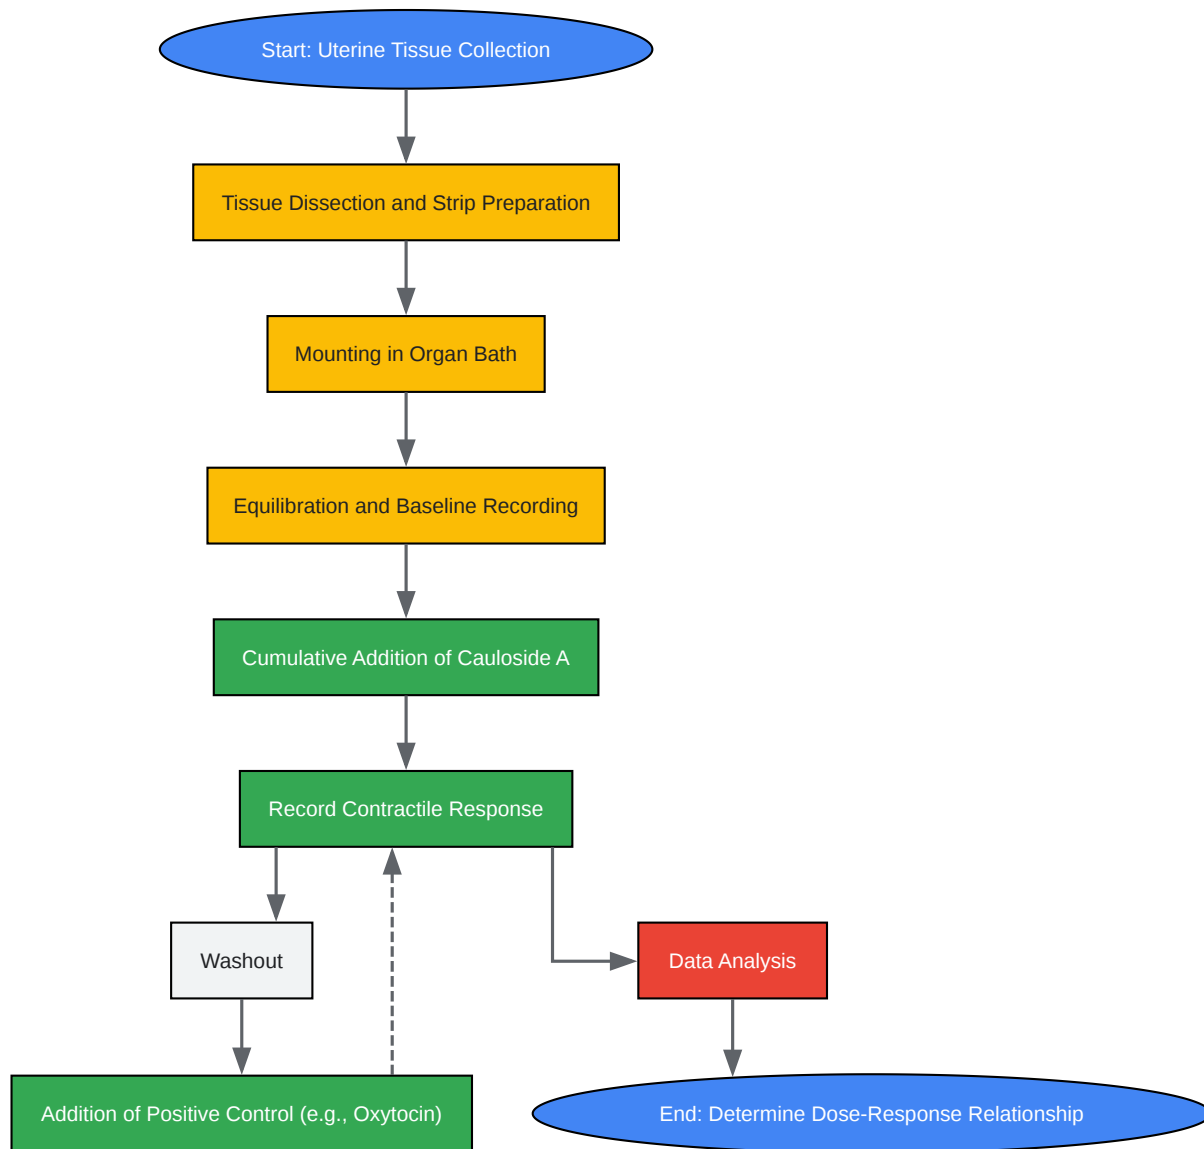 Start: Uterine Tissue Collection
Tissue Dissection and Strip Preparation
Mounting in Organ Bath
Equilibration and Baseline Recording
Cumulative Addition of Cauloside A
Record Contractile Response
Washout
Data Analysis
Addition of Positive Control (e.g., Oxytocin)
End: Determine Dose-Response Relationship